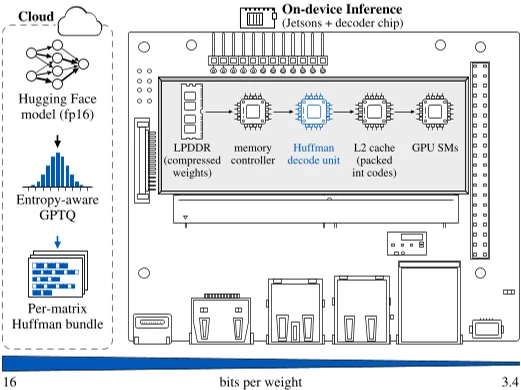 Cloud
Hugging Face
model (fp16)
Entropy-aware
GPTQ
Per-matrix
Huffman bundle
On-device Inference
(Jetsons + decoder chip)
LPDDR
(compressed
weights)
memory
controller
Huffman
decode unit
L2 cache
(packed
int codes)
GPU SMs
16
bits per weight
3.4